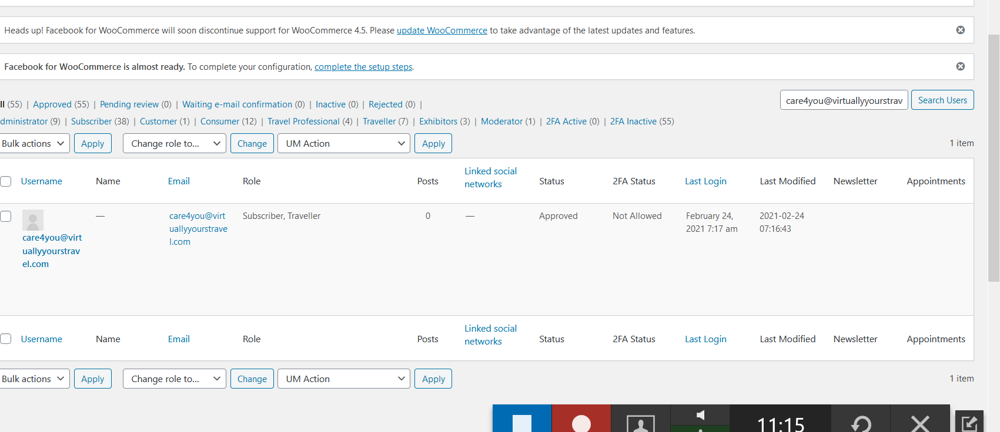 Heads up! Facebook for WooCommerce will soon discontinue support for WooCommerce 4.5. Please update WooCommerce to take advantage of the latest updates and features.
Facebook for WooCommerce is almost ready. To complete your configuration, complete the setup steps.
ll (55) | Approved (55) | Pending review (0) | Waiting e-mail confirmation (0) | Inactive (0) | Rejected (0) |
care4you@virtuallyyourstrav Search Users
dministrator (9) | Subscriber (38) | Customer (1) | Consumer (12) | Travel Professional (4) | Traveller (7) | Exhibitors (3) | Moderator (1) | 2FA Active (0) | 2FA Inactive (55)
Bulk actions Apply Change role to... Change UM Action Apply 1 item
Username Name Email Role Posts Linked social networks Status 2FA Status Last Login Last Modified Newsletter Appointments
care4you@virt
uallyyourstrav
el.com
—
care4you@virt
uallyyourstrave
l.com
Subscriber, Traveller
0
—
Approved
Not Allowed
February 24,
2021 7:17 am
2021-02-24
07:16:43
Username Name Email Role Posts Linked social networks Status 2FA Status Last Login Last Modified Newsletter Appointments
Bulk actions Apply Change role to... Change UM Action Apply 1 item
11:15